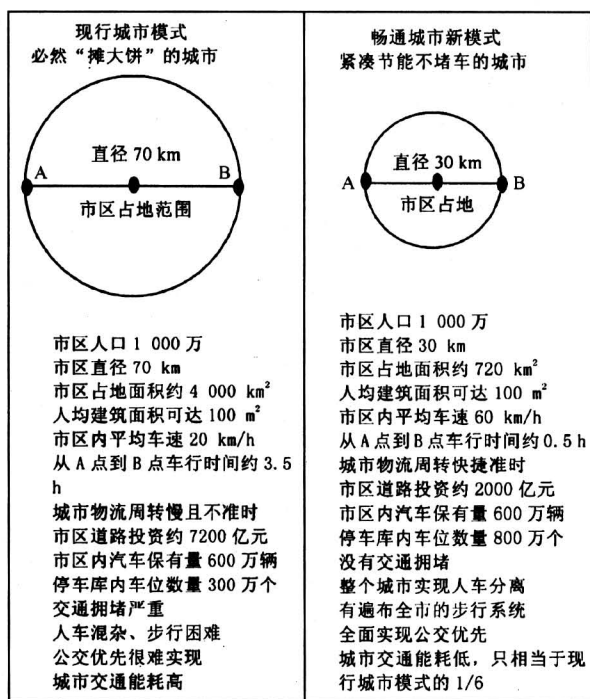 现行城市模式
必然“摊大饼”的城市
直径 70 km
A
B
市区占地范围
市区人口 1 000 万
市区直径 70 km
市区占地面积约 4 000 km²
人均建筑面积可达 100 m²
市区内平均车速 20 km/h
从 A 点到 B 点车行时间约 3.5
h
城市物流周转慢且不准时
市区道路投资约 7200 亿元
市区内汽车保有量 600 万辆
停车库内车位数量 300 万个
交通拥堵严重
人车混杂、步行困难
公交优先很难实现
城市交通能耗高
畅通城市新模式
紧凑节能不堵车的城市
直径 30 km
A
B
市区占地
市区人口 1 000 万
市区直径 30 km
市区占地面积约 720 km²
人均建筑面积可达 100 m²
市区内平均车速 60 km/h
从 A 点到 B 点车行时间约 0.5 h
城市物流周转快捷准时
市区道路投资约 2000 亿元
市区内汽车保有量 600 万辆
停车库内车位数量 800 万个
没有交通拥堵
整个城市实现人车分离
有遍布全市的步行系统
全面实现公交优先
城市交通能耗低，只相当于现
行城市模式的 1/6